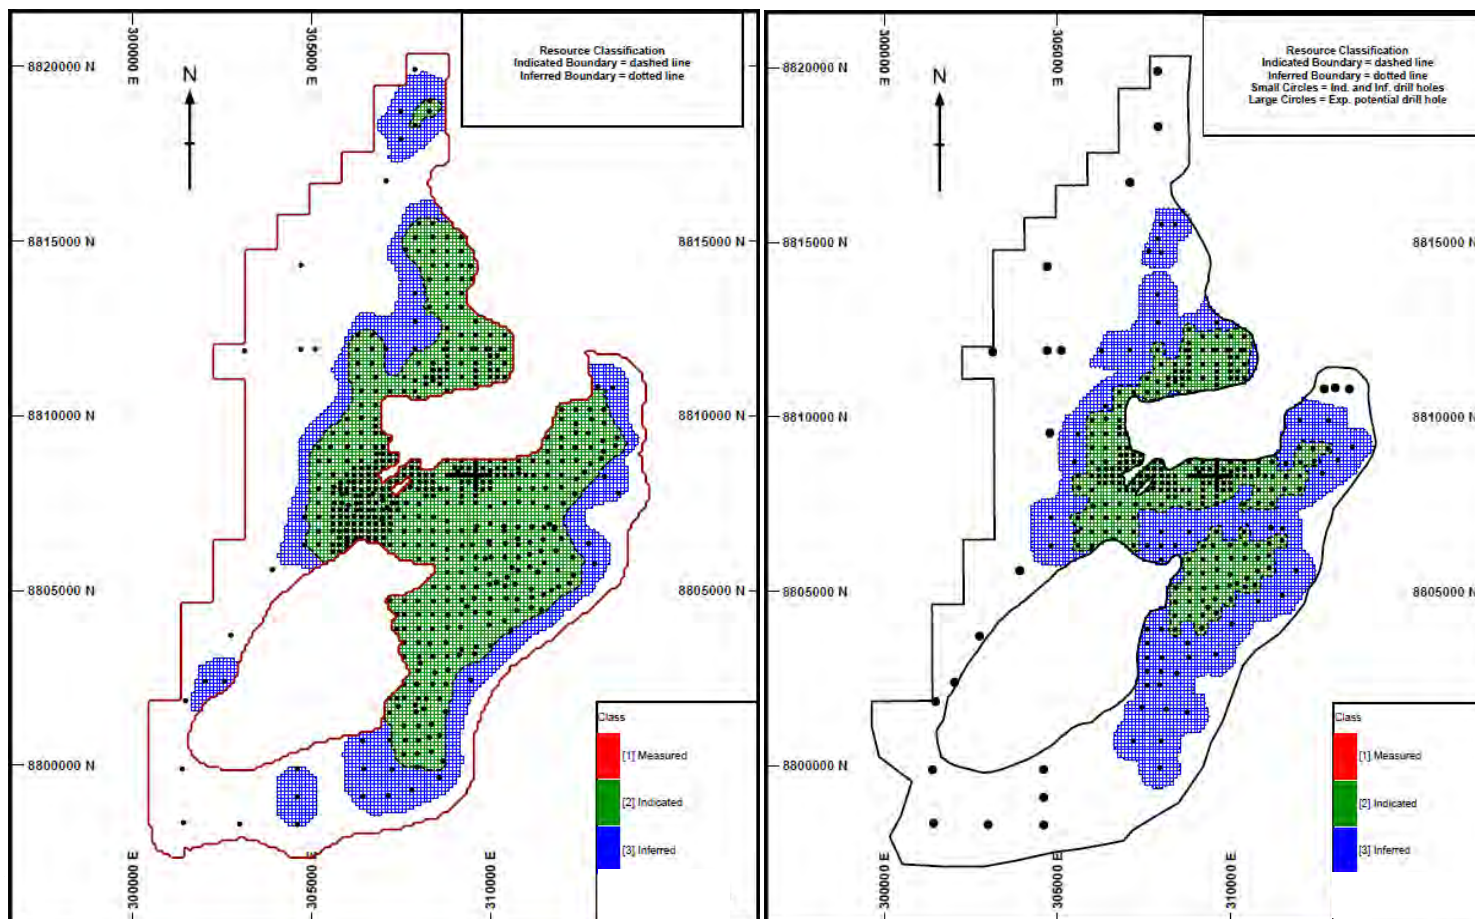 300000 E
305000 E
Resource Classification
Indicated Boundary = dashed line
Inferred Boundary = dotted line
8820000 N
8820000 N
N
8815000 N
8815000 N
8810000 N
8810000 N
8805000 N
8805000 N
8800000 N
Class
[1] Measured
[2] Indicated
[3] Inferred
300000 E
305000 E
310000 E
300000 E
305000 E
Resource Classification
Indicated Boundary = dashed line
Inferred Boundary = dotted line
Small Circles = Ind. and Inf. drill holes
Large Circles = Exp. potential drill hole
8820000 N
N
8815000 N
8815000 N
8810000 N
8810000 N
8805000 N
8805000 N
8800000 N
Class
[1] Measured
[2] Indicated
[3] Inferred
300000 E
305000 E
310000 E